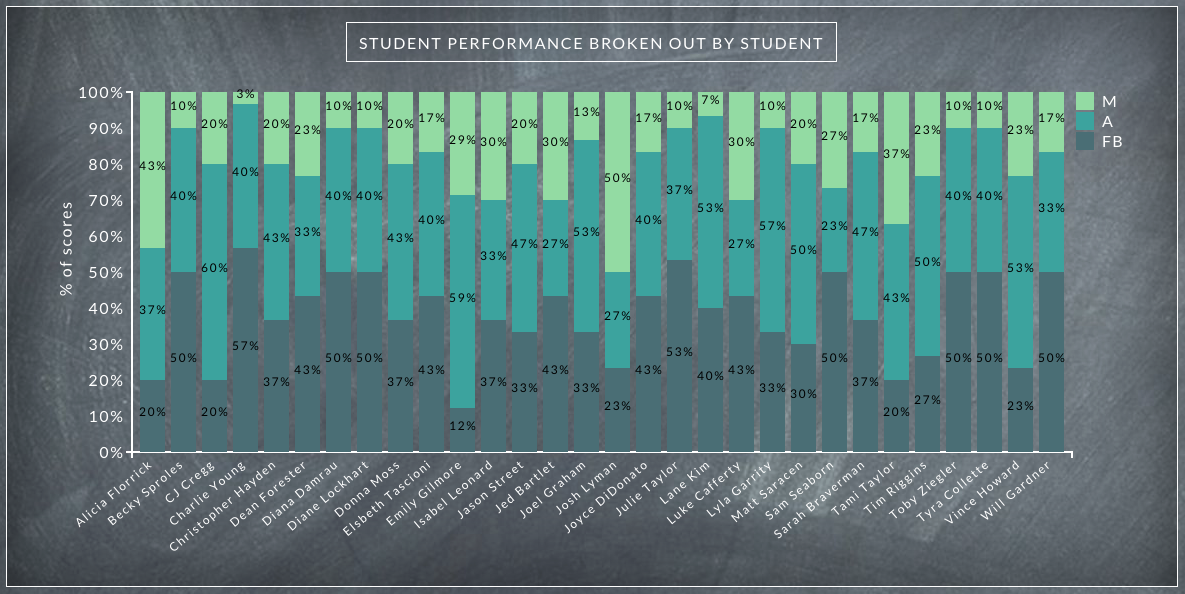 STUDENT PERFORMANCE BROKEN OUT BY STUDENT
100%
90%
80%
70%
60%
50%
40%
30%
20%
10%
0%
% of scores
M
A
FB
43% 37% 20%
10% 40% 50%
20% 60% 20%
3% 40% 57%
20% 43% 37%
23% 33% 43%
10% 40% 50%
10% 40% 50%
20% 43% 37%
17% 40% 43%
29% 59% 12%
30% 33% 37%
20% 47% 33%
30% 27% 43%
13% 53% 33%
50% 27% 23%
17% 40% 43%
10% 37% 53%
7% 53% 40%
30% 27% 43%
10% 57% 33%
20% 50% 30%
27% 23% 50%
17% 47% 37%
37% 43% 20%
23% 50% 27%
10% 40% 50%
10% 40% 50%
23% 53% 23%
17% 33% 50%
Alicia Florrick
Becky Sproles
CJ Cregg
Charlie Young
Christopher Hayden
Dean Forester
Diana Damrau
Diane Lockhart
Donna Moss
Elsbeth Tascioni
Emily Gilmore
Isabel Leonard
Jason Street
Jed Bartlet
Joel Graham
Josh Lyman
Joyce DiDonato
Julie Taylor
Lane Kim
Luke Cafferty
Lyla Garrity
Matt Saracen
Sam Seaborn
Sarah Braverman
Tami Taylor
Tim Riggins
Toby Ziegler
Tyra Collette
Vince Howard
Will Gardner